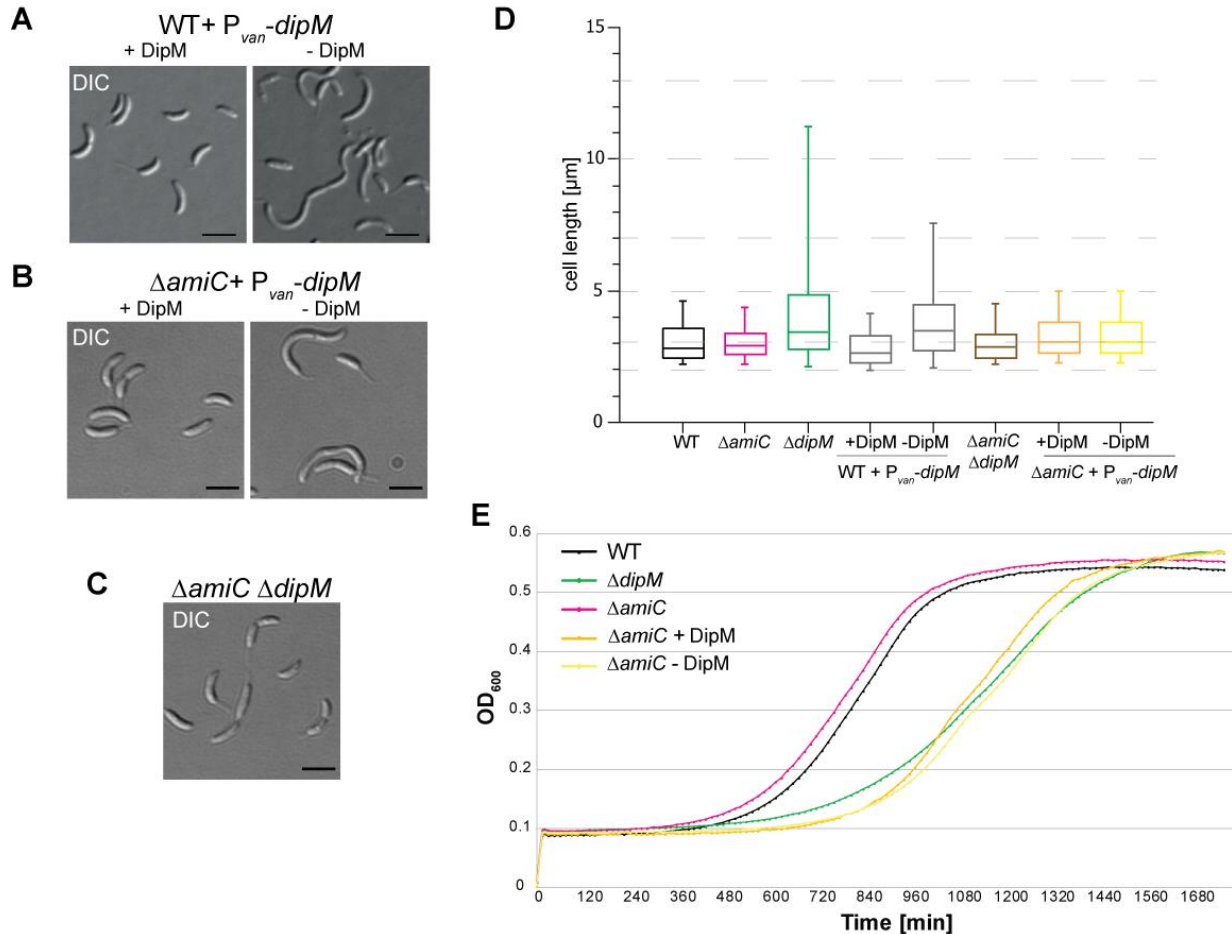 A
WT+ Pvan-dipM
+ DipM - DipM
DIC
B
ΔamiC+ Pvan-dipM
+ DipM - DipM
DIC
C
ΔamiC ΔdipM
DIC
D
cell length [µm]
15
10
5
0
WT ΔamiC ΔdipM +DipM -DipM ΔamiC +DipM -DipM
WT + Pvan-dipM ΔdipM ΔamiC + Pvan-dipM
E
OD600
0.6
0.5
0.4
0.3
0.2
0.1
0
WT
ΔdipM
ΔamiC
ΔamiC + DipM
ΔamiC - DipM
0 120 240 360 480 600 720 840 960 1080 1200 1320 1440 1560 1680
Time [min]